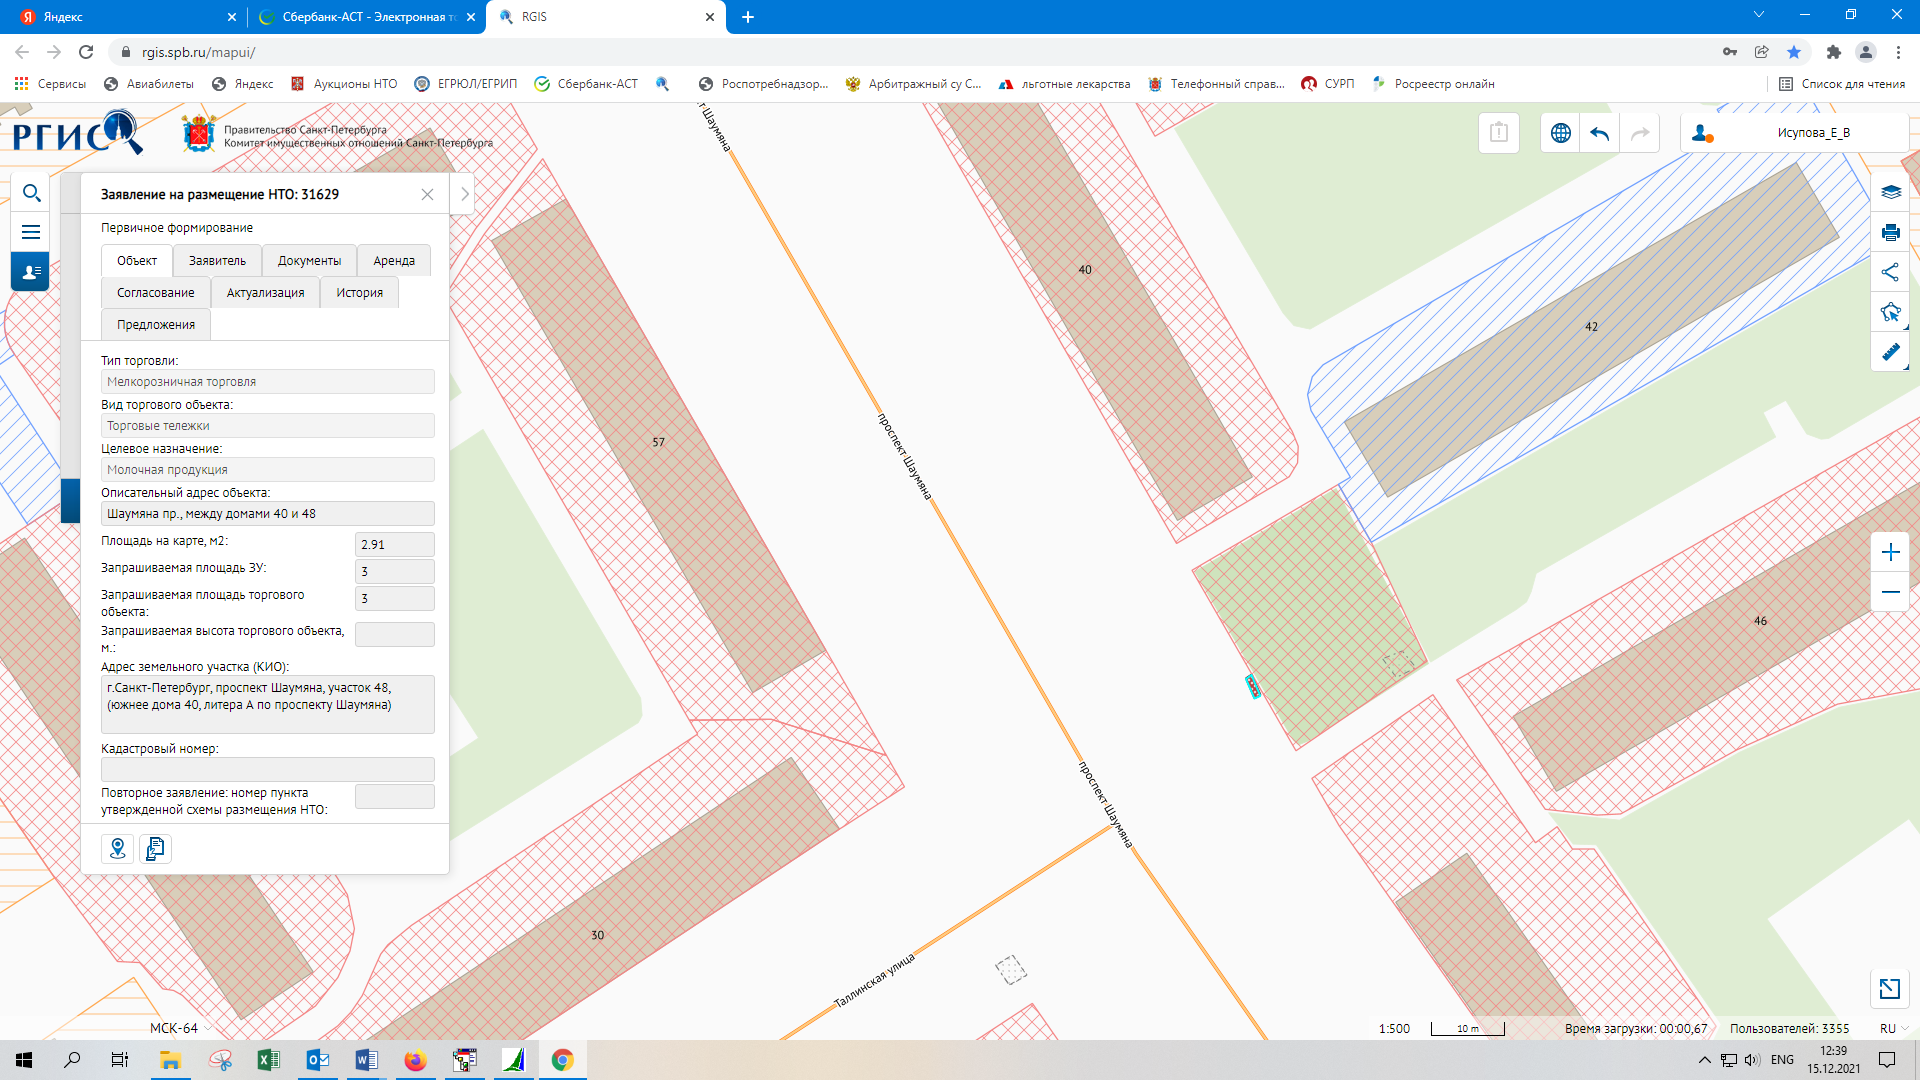 Яндекс
Сбербанк-АСТ - Электронная то
RGIS
rgis.spb.ru/mapui/
Сервисы
Авиабилеты
Яндекс
Аукционы НТО
ЕГРЮЛ/ЕГРИП
Сбербанк-АСТ
Роспотребнадзор...
Арбитражный су С...
льготные лекарства
Телефонный справ...
СУРП
Росреестр онлайн
Список для чтения
РГИС
Правительство Санкт-Петербурга
Комитет имущественных отношений Санкт-Петербурга
Исупова_Е_В
Заявление на размещение НТО: 31629
Первичное формирование
Объект
Заявитель
Документы
Аренда
Согласование
Актуализация
История
Предложения
Тип торговли:
Мелкорозничная торговля
Вид торгового объекта:
Торговые тележки
Целевое назначение:
Молочная продукция
Описательный адрес объекта:
Шаумяна пр., между домами 40 и 48
Площадь на карте, м2:
2.91
Запрашиваемая площадь ЗУ:
3
Запрашиваемая площадь торгового
объекта:
3
Запрашиваемая высота торгового объекта,
м.:
Адрес земельного участка (КИО):
г.Санкт-Петербург, проспект Шаумяна, участок 48,
(южнее дома 40, литера А по проспекту Шаумяна)
Кадастровый номер:
Повторное заявление: номер пункта
утвержденной схемы размещения НТО:
кт Шаумяна
40
42
57
проспект Шаумяна
46
проспект Шаумяна
30
Таллинская улица
МСК-64
1:500
10 m
Время загрузки: 00:00,67
Пользователей: 3355
RU
ENG
12:39
15.12.2021